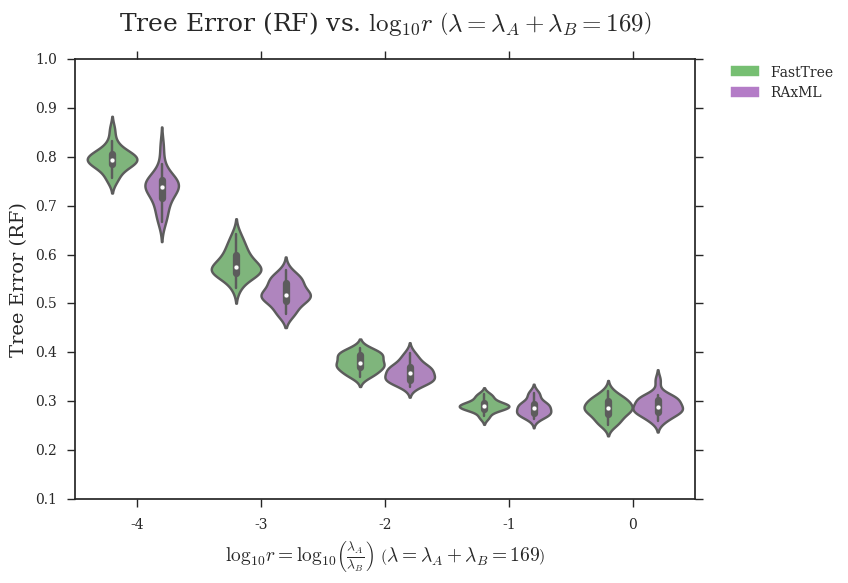 Tree Error (RF) vs. log₁₀ r (λ = λ_A + λ_B = 169)
FastTree
RAxML
Tree Error (RF)
1.0
0.9
0.8
0.7
0.6
0.5
0.4
0.3
0.2
0.1
-4 -3 -2 -1 0
log₁₀ r = log₁₀(λ_A/λ_B) (λ = λ_A + λ_B = 169)